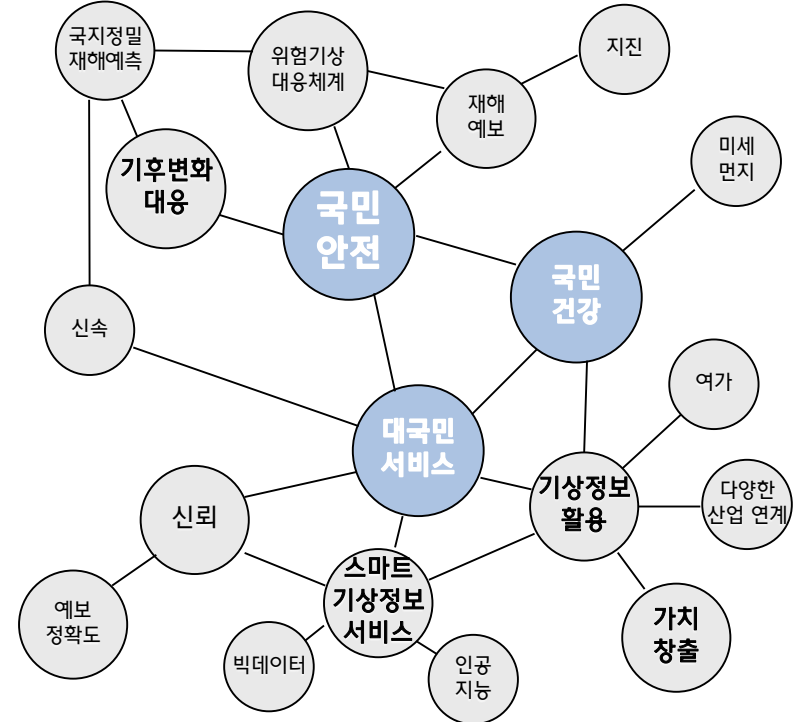 국지정밀
재해예측
위험기상
대응체계
지진
재해
예보
미세
먼지
기후변화
대응
국민
안전
국민
건강
신속
여가
대국민
서비스
기상정보
활용
다양한
산업 연계
신뢰
스마트
기상정보
서비스
예보
정확도
가치
창출
빅데이터
인공
지능